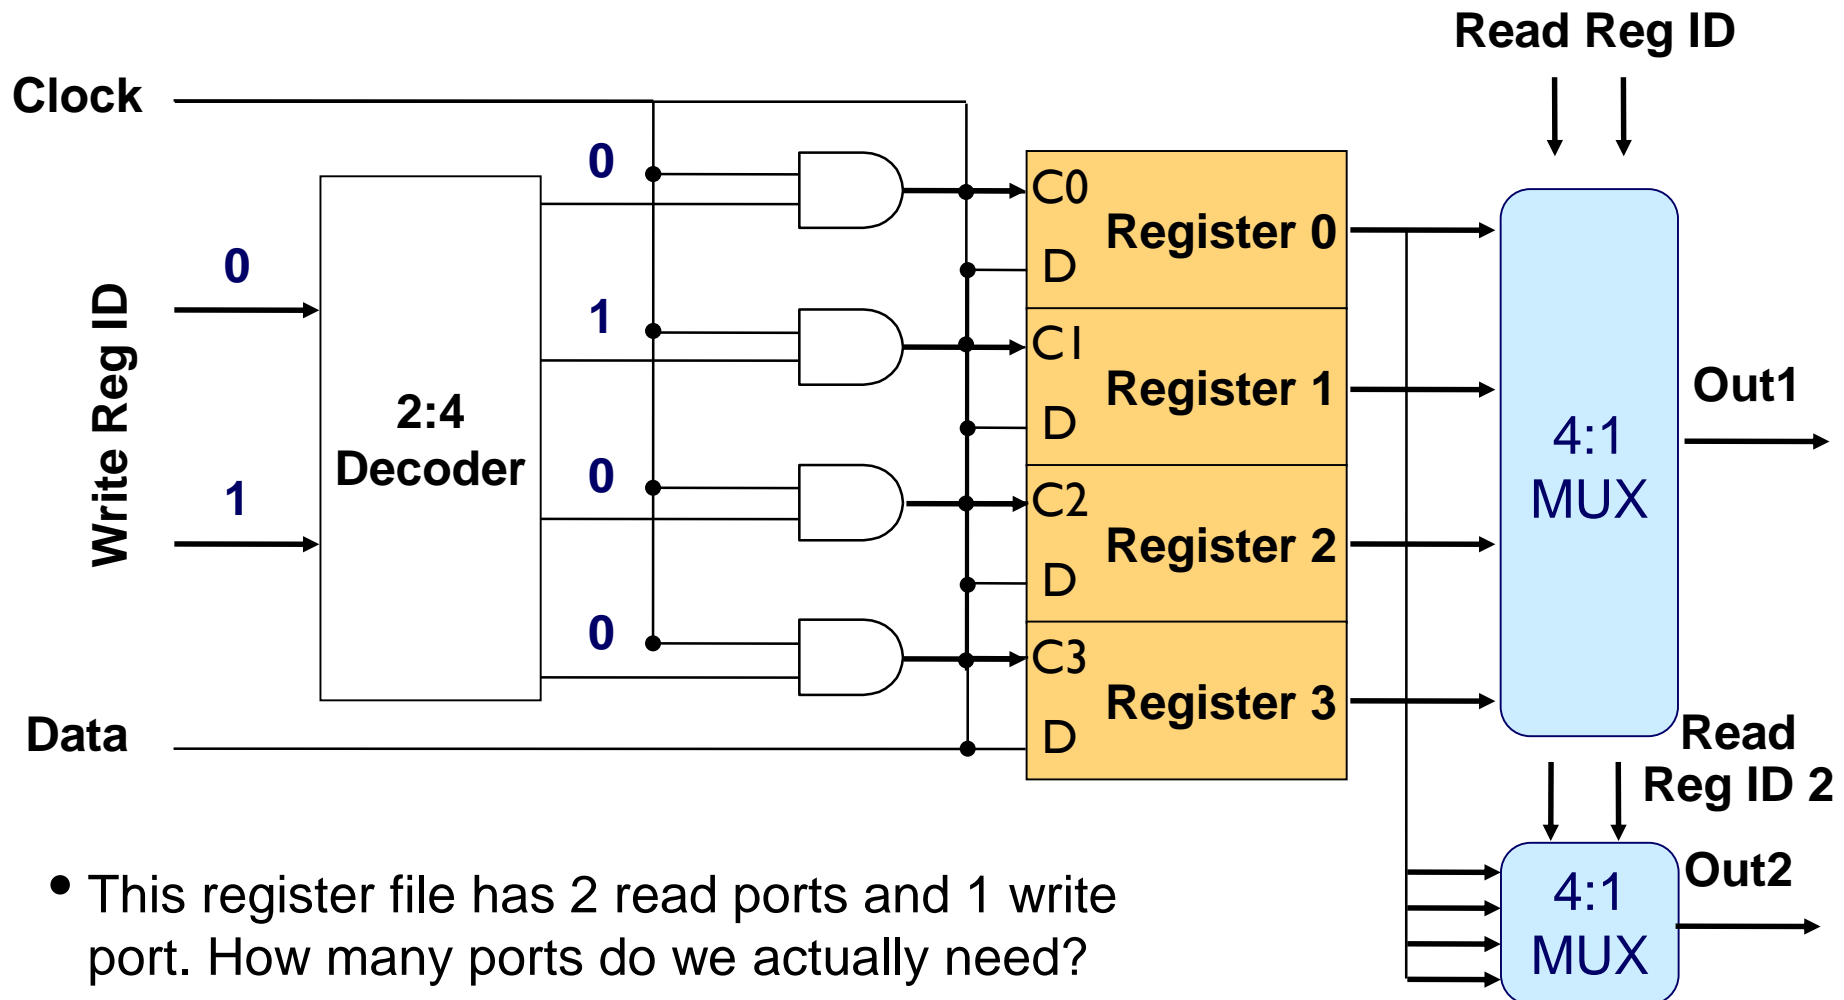 Read Reg ID
Clock
0
C0
Register 0
D
0
1
C1
Register 1
D
Write Reg ID
2:4
Decoder
4:1
MUX
Out1
1
0
C2
Register 2
D
0
C3
Register 3
D
Data
Read
Reg ID 2
4:1
MUX
Out2
• This register file has 2 read ports and 1 write
port. How many ports do we actually need?